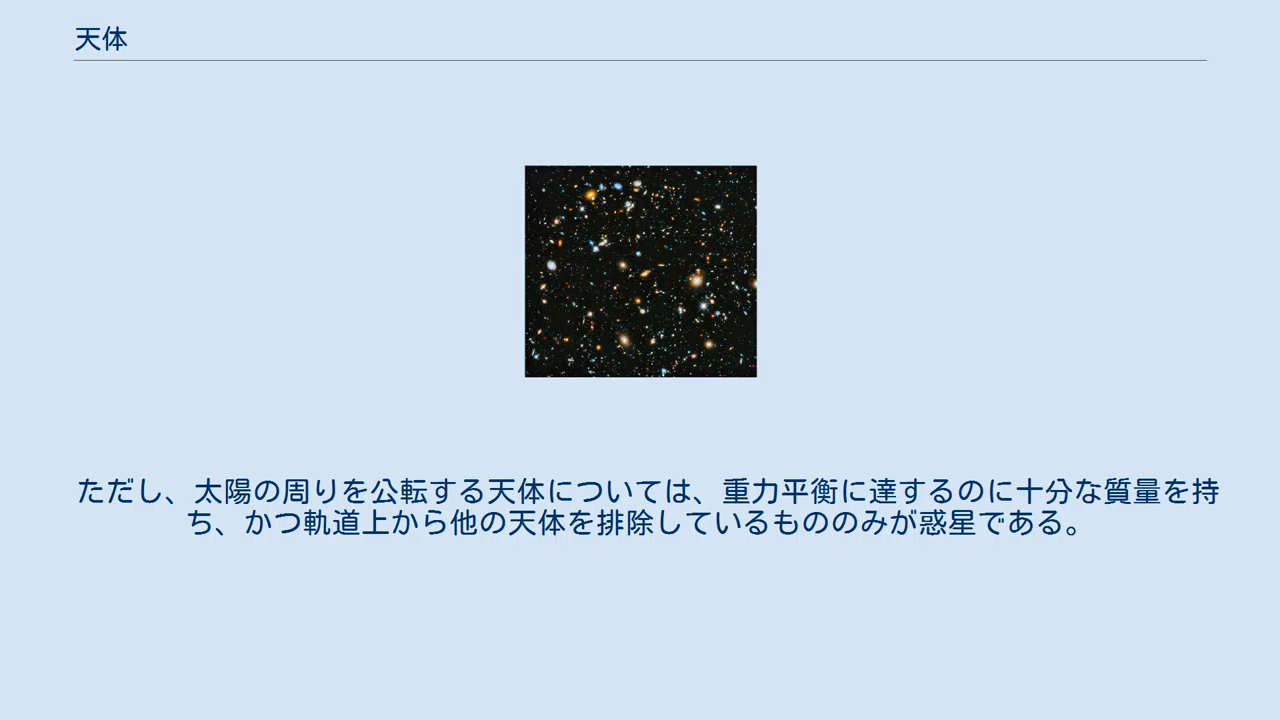 天体
ただし、太陽の周りを公転する天体については、重力平衡に達するのに十分な質量を持
ち、かつ軌道上から他の天体を排除しているもののみが惑星である。